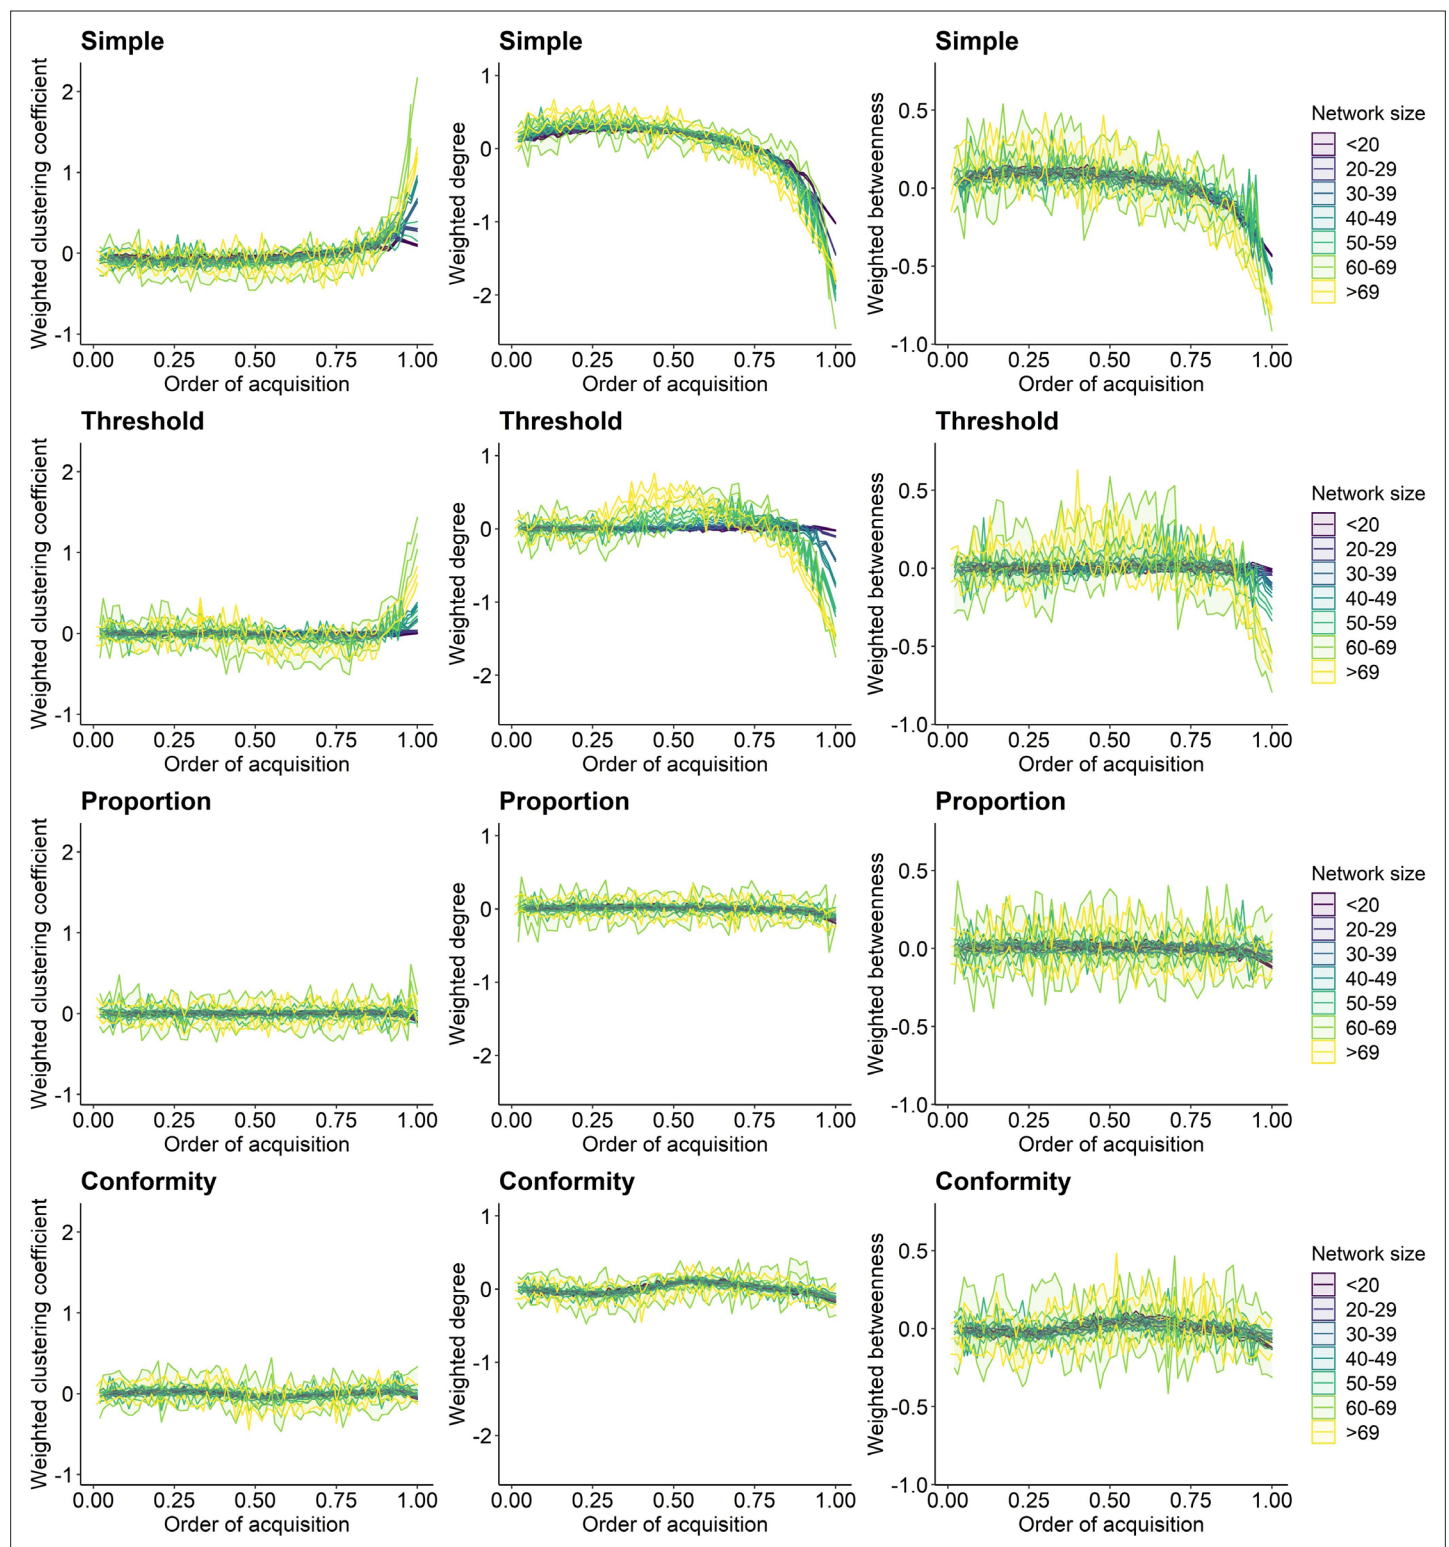 Simple
Weighted clustering coefficient
2
1
0
-1
0.00 0.25 0.50 0.75 1.00
Order of acquisition
Simple
Weighted degree
1
0
-1
-2
0.00 0.25 0.50 0.75 1.00
Order of acquisition
Simple
Weighted betweenness
0.5
0.0
-0.5
-1.0
0.00 0.25 0.50 0.75 1.00
Order of acquisition
Network size
<20
20-29
30-39
40-49
50-59
60-69
>69
Threshold
Weighted clustering coefficient
2
1
0
-1
0.00 0.25 0.50 0.75 1.00
Order of acquisition
Threshold
Weighted degree
1
0
-1
-2
0.00 0.25 0.50 0.75 1.00
Order of acquisition
Threshold
Weighted betweenness
0.5
0.0
-0.5
-1.0
0.00 0.25 0.50 0.75 1.00
Order of acquisition
Network size
<20
20-29
30-39
40-49
50-59
60-69
>69
Proportion
Weighted clustering coefficient
2
1
0
-1
0.00 0.25 0.50 0.75 1.00
Order of acquisition
Proportion
Weighted degree
1
0
-1
-2
0.00 0.25 0.50 0.75 1.00
Order of acquisition
Proportion
Weighted betweenness
0.5
0.0
-0.5
-1.0
0.00 0.25 0.50 0.75 1.00
Order of acquisition
Network size
<20
20-29
30-39
40-49
50-59
60-69
>69
Conformity
Weighted clustering coefficient
2
1
0
-1
0.00 0.25 0.50 0.75 1.00
Order of acquisition
Conformity
Weighted degree
1
0
-1
-2
0.00 0.25 0.50 0.75 1.00
Order of acquisition
Conformity
Weighted betweenness
0.5
0.0
-0.5
-1.0
0.00 0.25 0.50 0.75 1.00
Order of acquisition
Network size
<20
20-29
30-39
40-49
50-59
60-69
>69